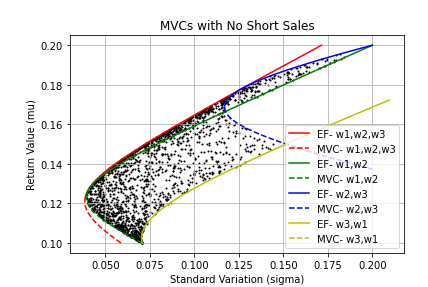 MVCs with No Short Sales
Return Value (mu)
0.20
0.18
0.16
0.14
0.12
0.10
0.050
0.075
0.100
0.125
0.150
0.175
0.200
Standard Variation (sigma)
EF- w1,w2,w3
MVC- w1,w2,w3
EF- w1,w2
MVC- w1,w2
EF- w2,w3
MVC- w2,w3
EF- w3,w1
MVC- w3,w1